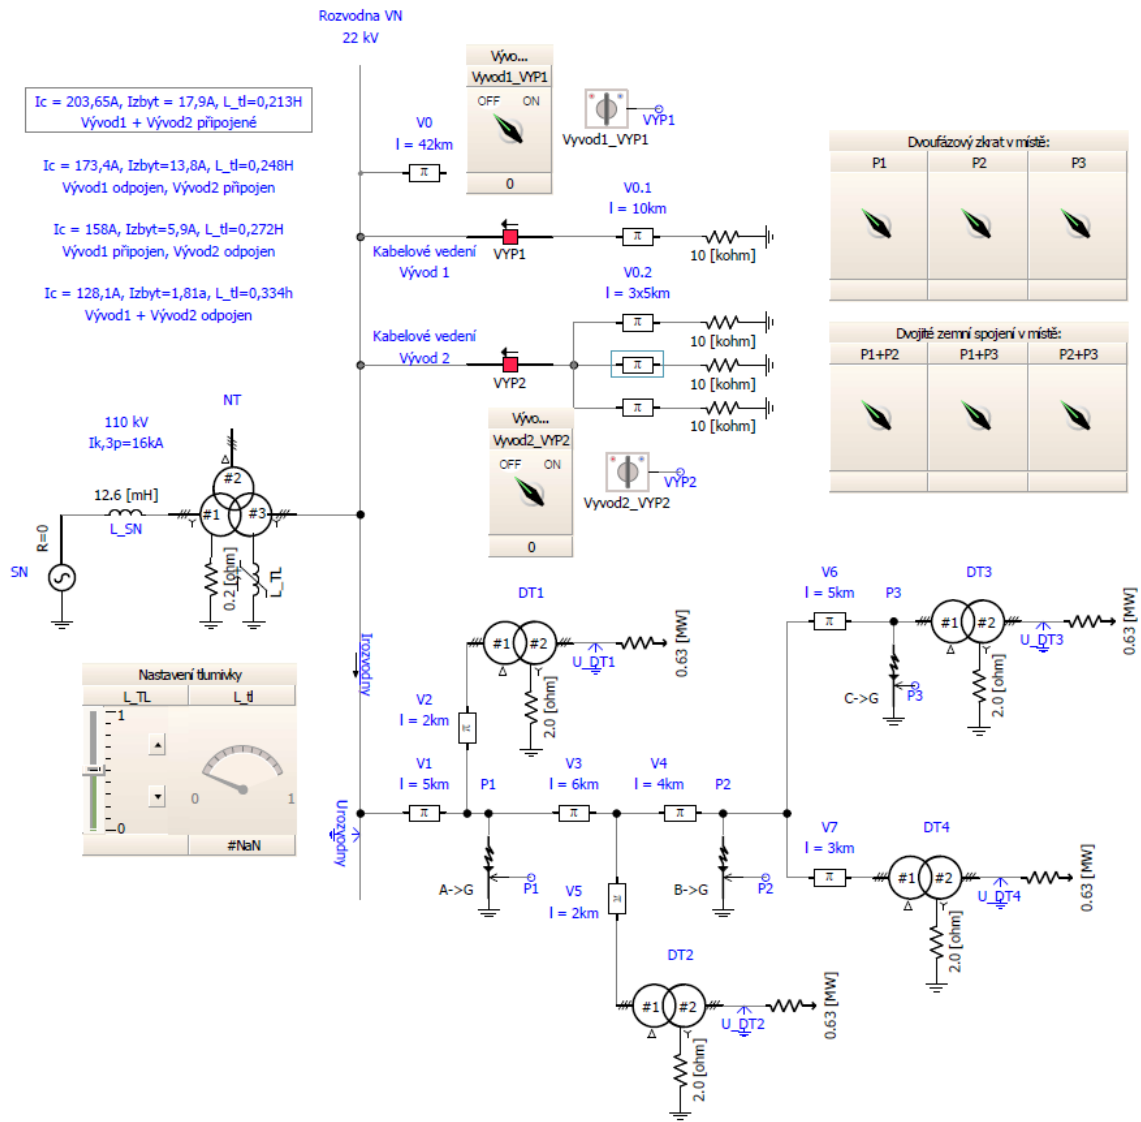 Rozvodna VN
22 kV
Ic = 203,65A, Izbyt = 17,9A, L_tl=0,213H
Vývod1 + Vývod2 připojené
Ic = 173,4A, Izbyt=13,8A, L_tl=0,248H
Vývod1 odpojen, Vývod2 připojen
Ic = 158A, Izbyt=5,9A, L_tl=0,272H
Vývod1 připojen, Vývod2 odpojen
Ic = 128,1A, Izbyt=1,81a, L_tl=0,334h
Vývod1 + Vývod2 odpojen
V0
l = 42km
π
Vývo...
Vyvod1_VYP1
OFF ON
0
VYP1
Vyvod1_VYP1
Dvoufázový zkrat v místě:
P1 P2 P3
V0.1
l = 10km
π
10 [kohm]
VYP1
Kabelové vedení
Vývod 1
V0.2
l = 3x5km
π
10 [kohm]
π
10 [kohm]
π
10 [kohm]
Kabelové vedení
Vývod 2
VYP2
Dvojité zemní spojení v místě:
P1+P2 P1+P3 P2+P3
Vývo...
Vyvod2_VYP2
OFF ON
0
VYP2
Vyvod2_VYP2
NT
110 kV
Ik,3p=16kA
12.6 [mH]
L_SN
R=0
SN
#2
#1
#3
0.2 [ohm]
L_TL
Irozvodny
Nastavení tlumivky
L_TL L_tl
1
0
0 1
#NaN
Urozvodny
DT1
#1 #2
U_DT1
0.63 [MW]
2.0 [ohm]
V2
l = 2km
π
V1
l = 5km
π
P1
A->G
P1
V3
l = 6km
π
V4
l = 4km
π
P2
B->G
P2
V5
l = 2km
π
DT2
#1 #2
U_DT2
0.63 [MW]
2.0 [ohm]
V6
l = 5km
π
P3
C->G
P3
DT3
#1 #2
U_DT3
0.63 [MW]
2.0 [ohm]
V7
l = 3km
π
DT4
#1 #2
U_DT4
0.63 [MW]
2.0 [ohm]